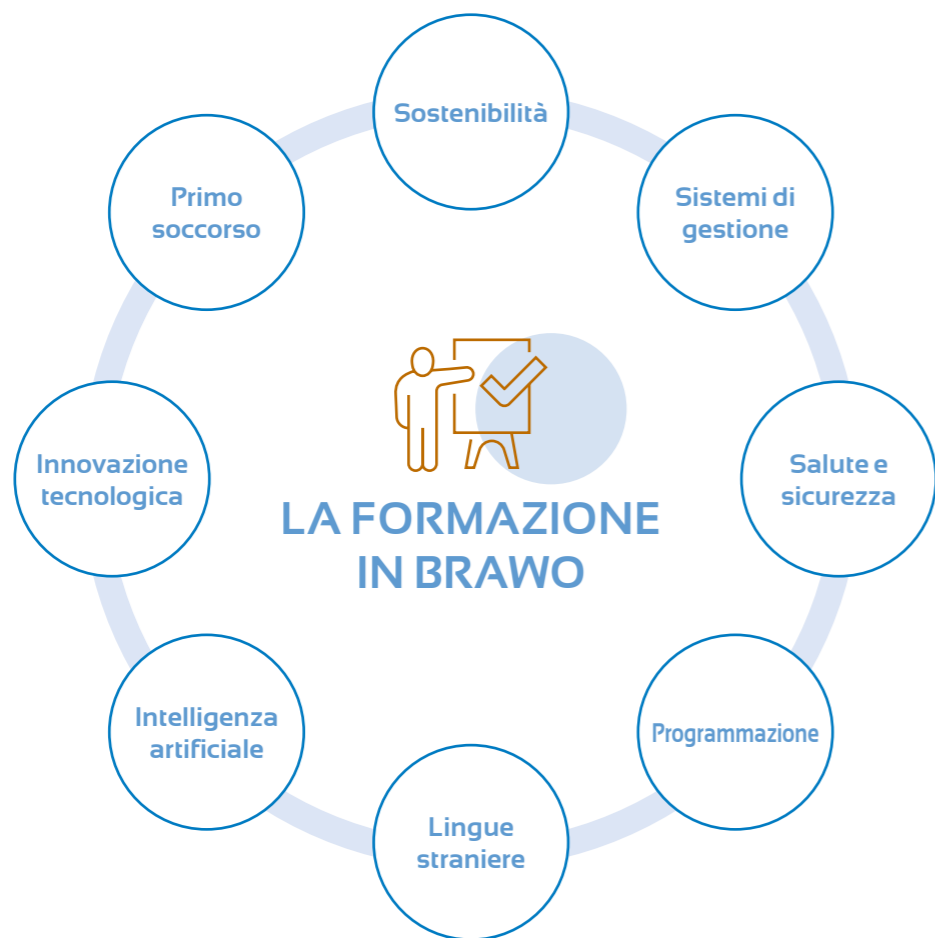 Sostenibilità
Sistemi di
gestione
Salute e
sicurezza
Programmazione
Lingue
straniere
Intelligenza
artificiale
Innovazione
tecnologica
Primo
soccorso
LA FORMAZIONE
IN BRAWO